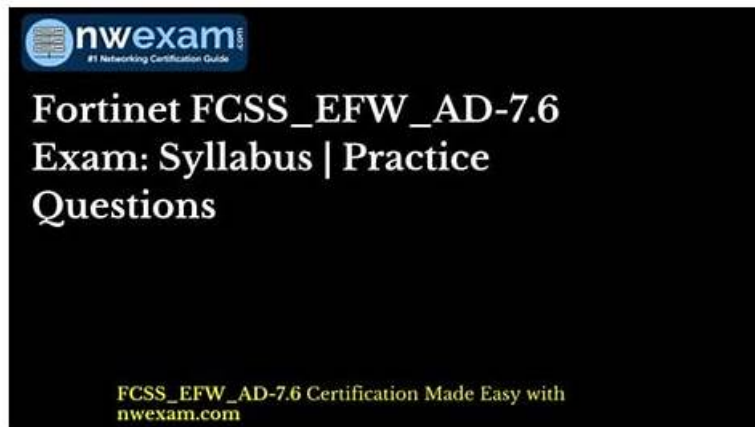 nwexam.com
#1 Networking Certification Guide
Fortinet FCSS_EFW_AD-7.6
Exam: Syllabus | Practice
Questions
FCSS_EFW_AD-7.6 Certification Made Easy with
nwexam.com